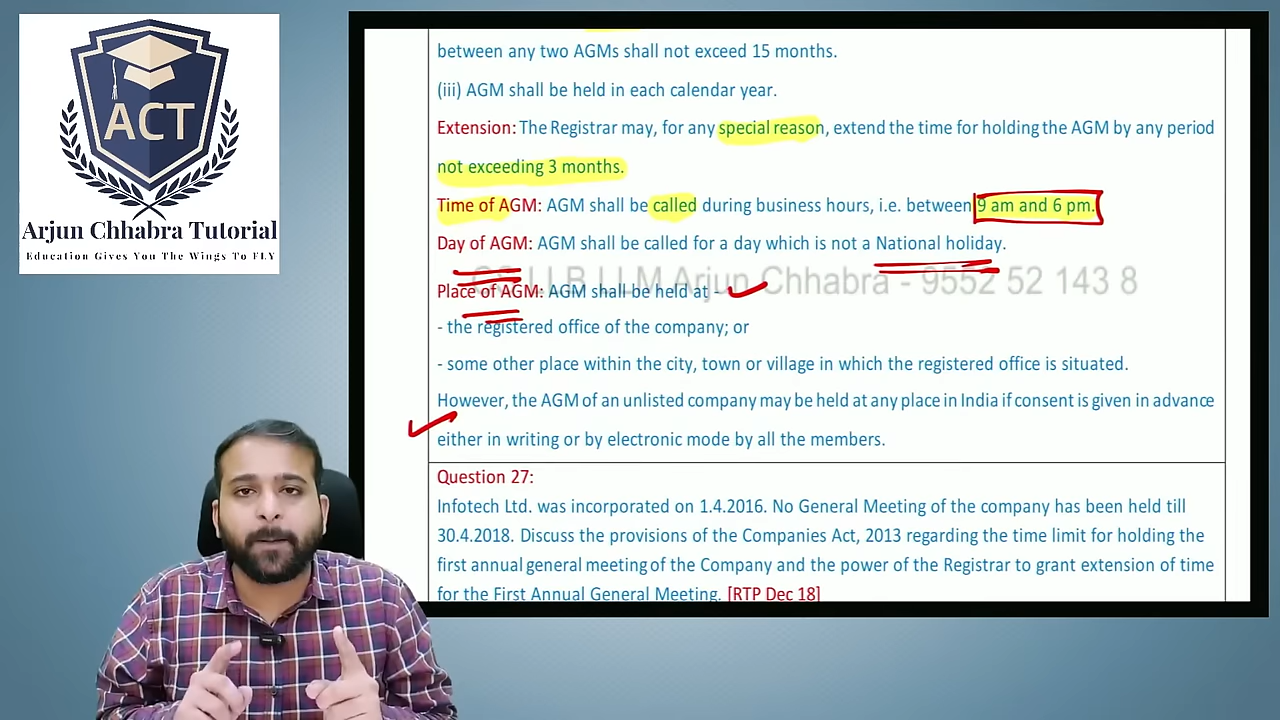 ACT
Arjun Chhabra Tutorial
Education Gives You The Wings To FLY
between any two AGMs shall not exceed 15 months.
(iii) AGM shall be held in each calendar year.
Extension: The Registrar may, for any special reason, extend the time for holding the AGM by any period
not exceeding 3 months.
Time of AGM: AGM shall be called during business hours, i.e. between 9 am and 6 pm.
Day of AGM: AGM shall be called for a day which is not a National holiday.
CS LLB LLM Arjun Chhabra - 9552 52 143 8
Place of AGM: AGM shall be held at -
- the registered office of the company; or
- some other place within the city, town or village in which the registered office is situated.
However, the AGM of an unlisted company may be held at any place in India if consent is given in advance
either in writing or by electronic mode by all the members.
Question 27:
Infotech Ltd. was incorporated on 1.4.2016. No General Meeting of the company has been held till
30.4.2018. Discuss the provisions of the Companies Act, 2013 regarding the time limit for holding the
first annual general meeting of the Company and the power of the Registrar to grant extension of time
for the First Annual General Meeting. [RTP Dec 18]